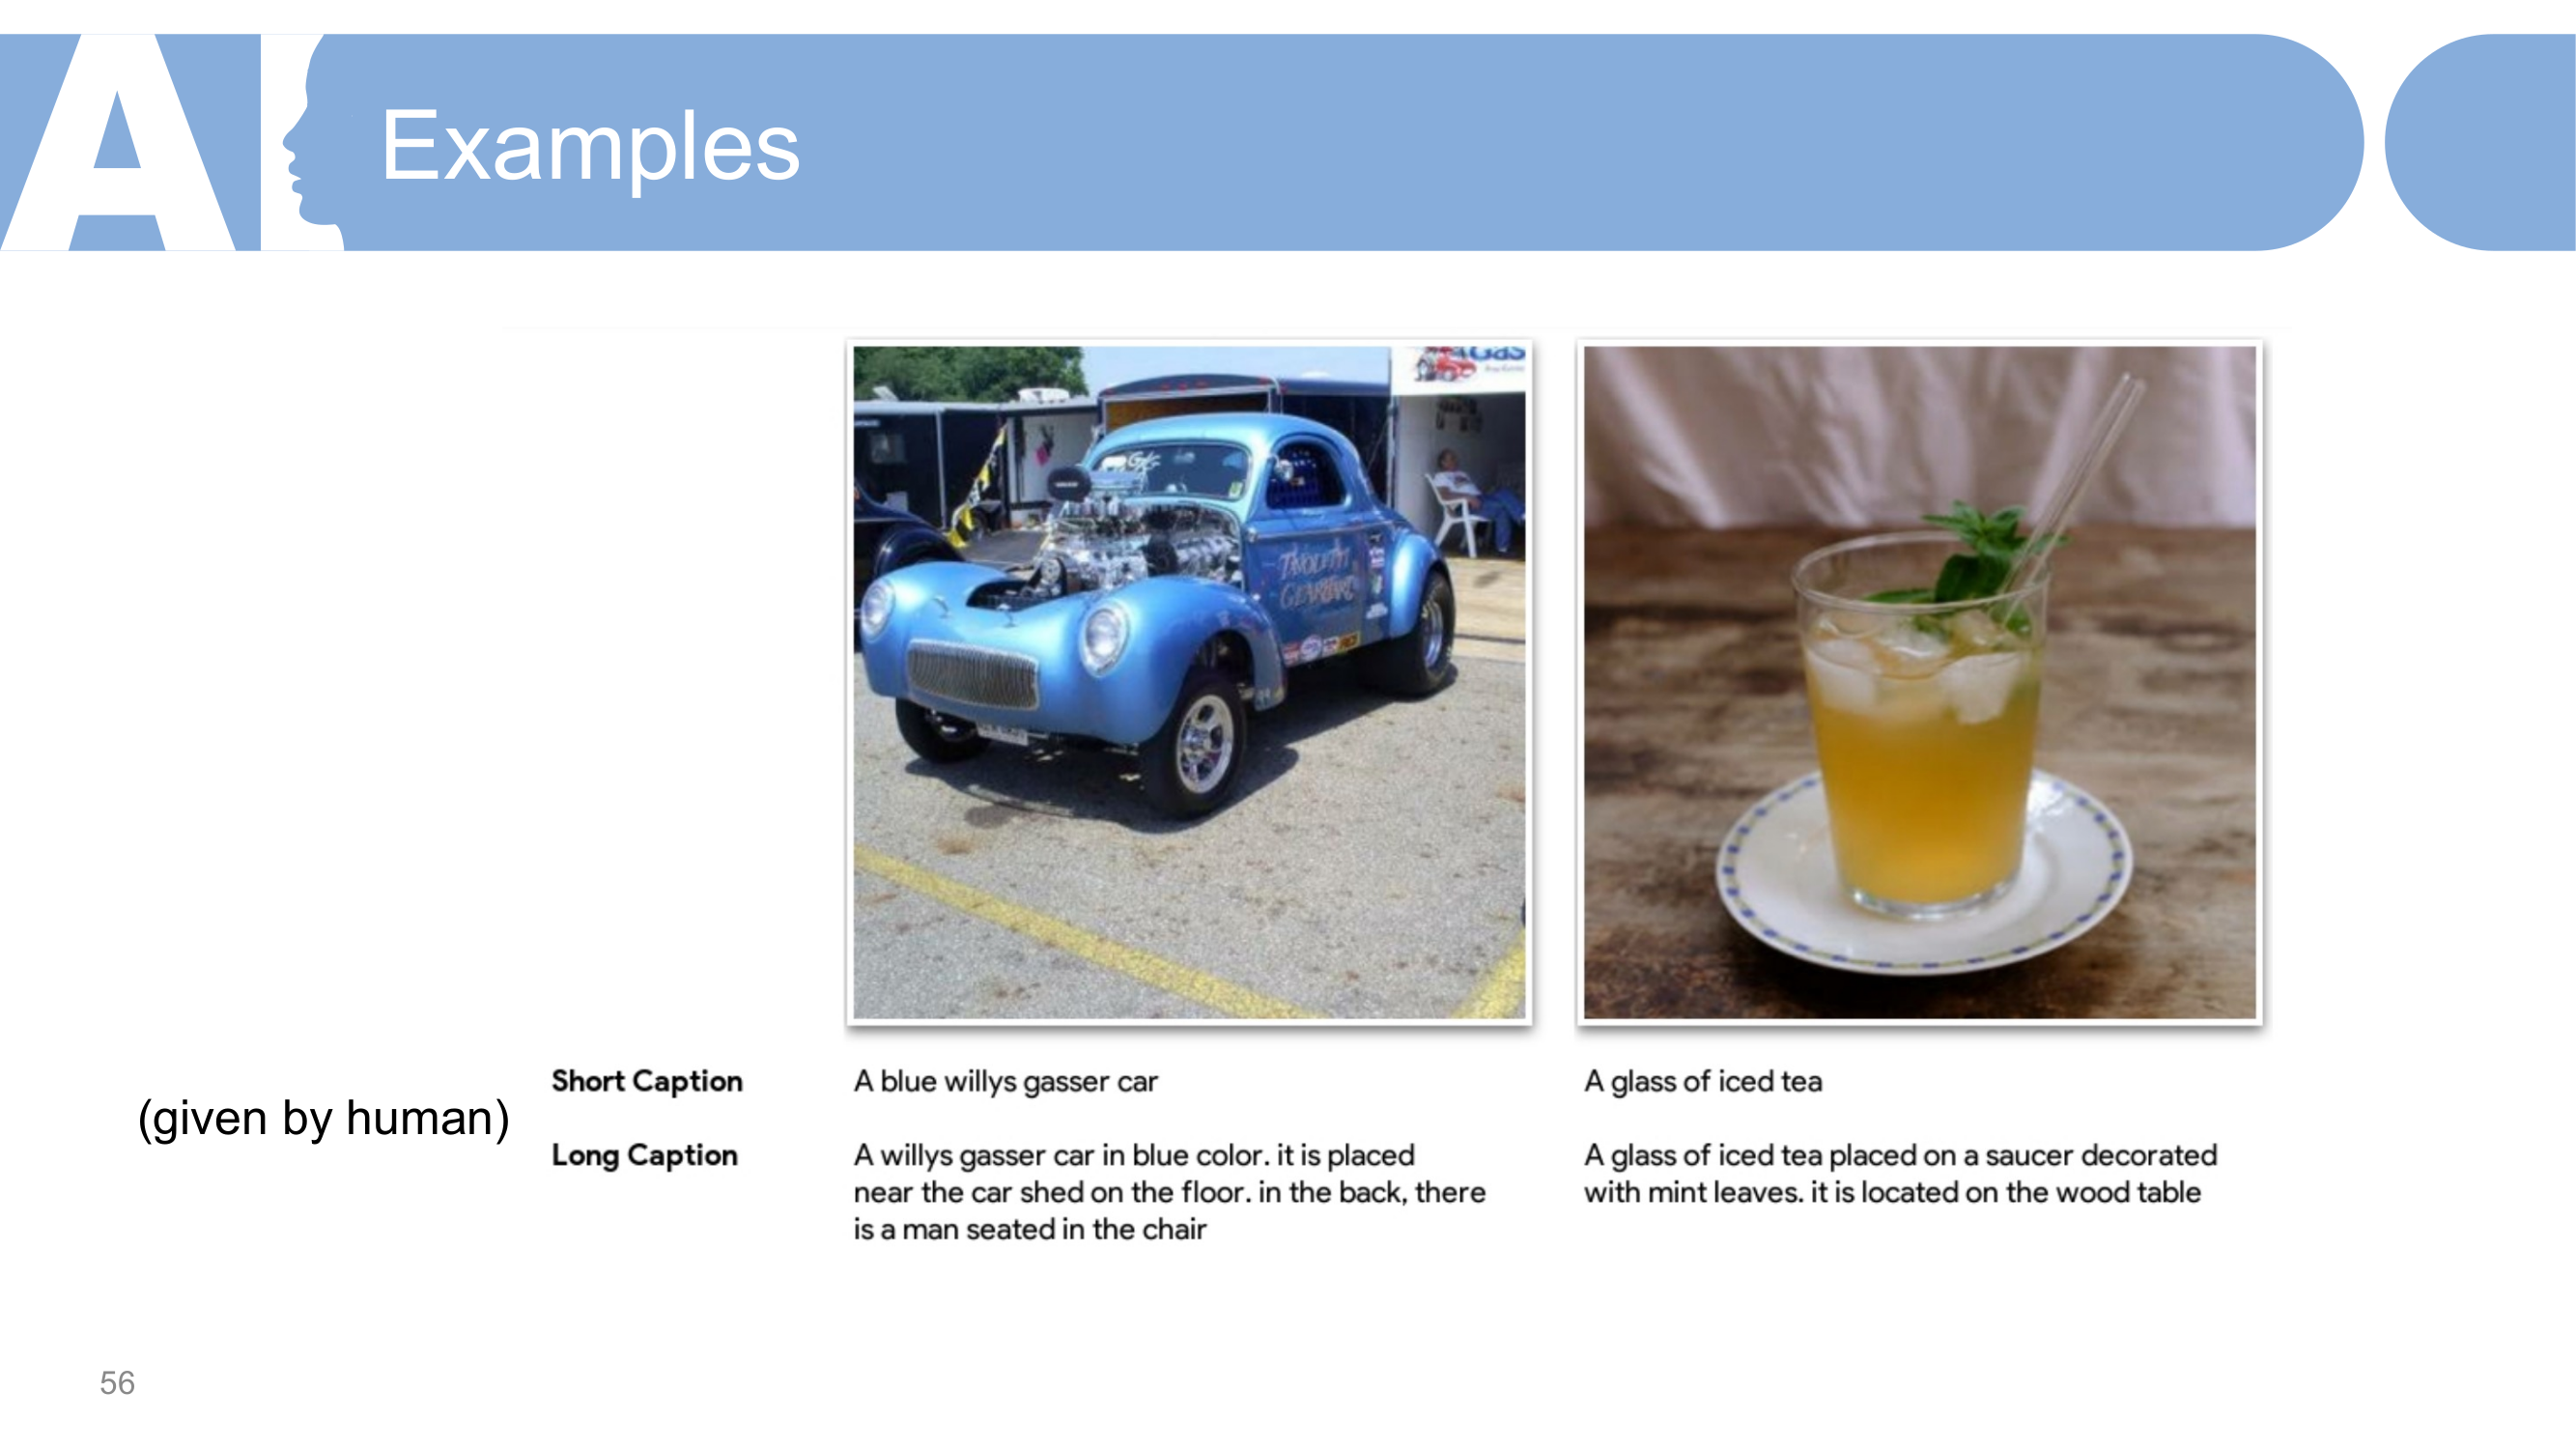 AI
Examples
Gas
Short Caption
A blue willys gasser car
A glass of iced tea
(given by human)
Long Caption
A willys gasser car in blue color. it is placed
near the car shed on the floor. in the back, there
is a man seated in the chair
A glass of iced tea placed on a saucer decorated
with mint leaves. it is located on the wood table
56